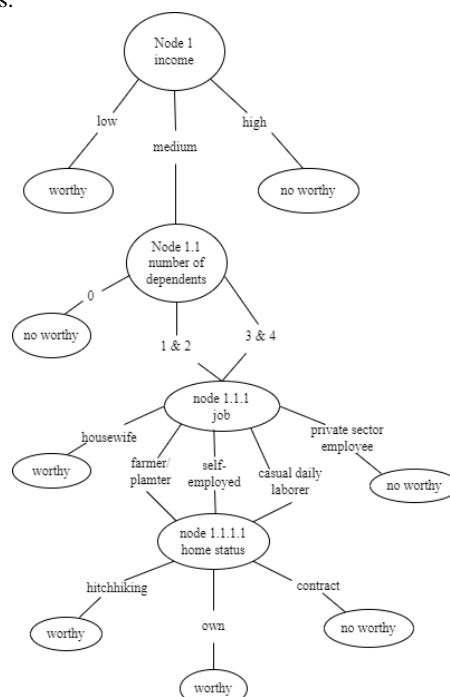 s.
Node 1
income
low
medium
high
worthy
no worthy
Node 1.1
number of
dependents
0
no worthy
1 & 2
3 & 4
node 1.1.1
job
housewife
farmer/
plamter
self-
employed
casual daily
laborer
private sector
employee
worthy
no worthy
node 1.1.1.1
home status
hitchhiking
own
contract
worthy
no worthy
worthy